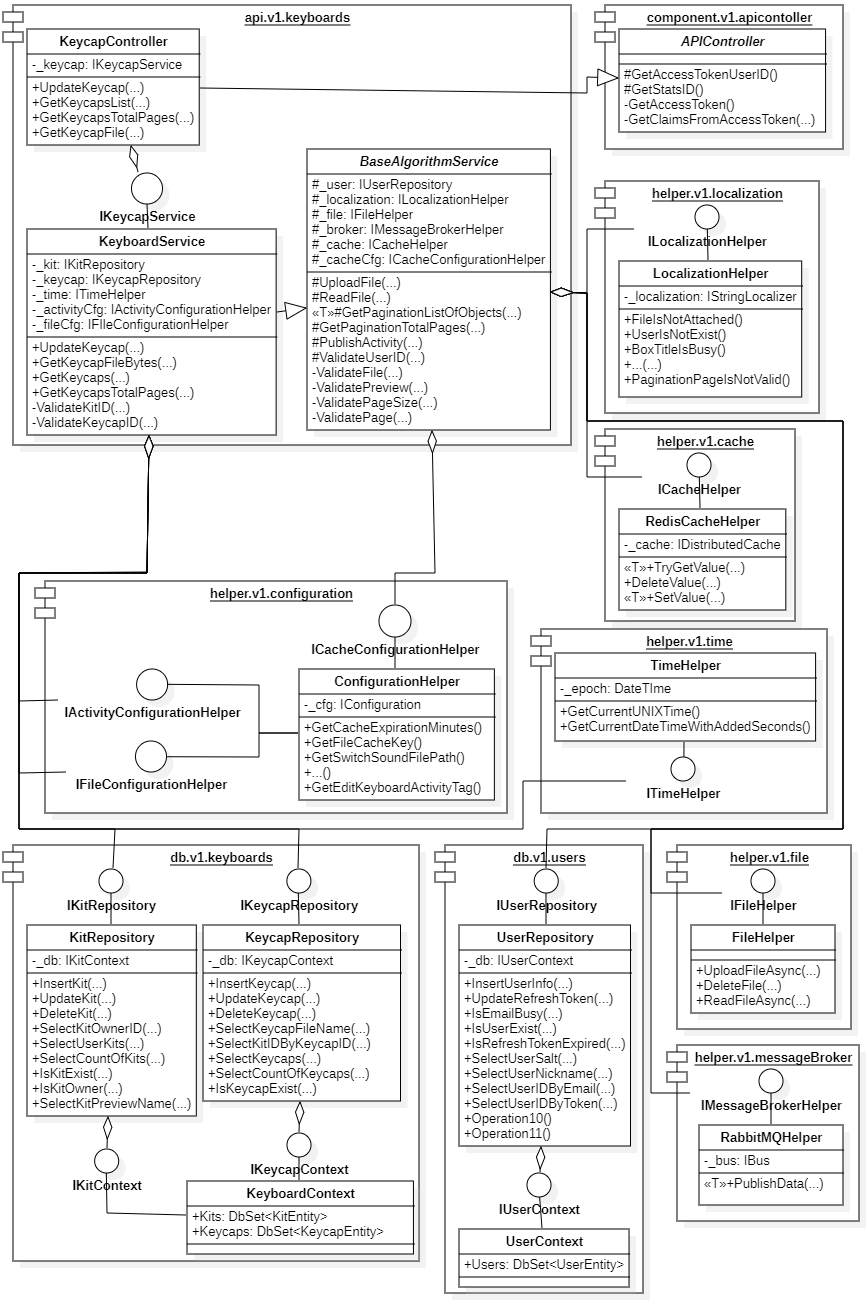 api.v1.keyboards
KeycapController
-_keycap: IKeycapService
+UpdateKeycap(...)
+GetKeycapsList(...)
+GetKeycapsTotalPages(...)
+GetKeycapFile(...)
IKeycapService
KeyboardService
-_kit: IKitRepository
-_keycap: IKeycapRepository
-_time: ITimeHelper
-_activityCfg: IActivityConfigurationHelper
-_fileCfg: IFIleConfigurationHelper
+UpdateKeycap(...)
+GetKeycapFileBytes(...)
+GetKeycaps(...)
+GetKeycapsTotalPages(...)
-ValidateKitID(...)
-ValidateKeycapID(...)
BaseAlgorithmService
#_user: IUserRepository
#_localization: ILocalizationHelper
#_file: IFileHelper
#_broker: IMessageBrokerHelper
#_cache: ICacheHelper
#_cacheCfg: ICacheConfigurationHelper
#UploadFile(...)
#ReadFile(...)
«T»#GetPaginationListOfObjects(...)
#GetPaginationTotalPages(...)
#PublishActivity(...)
#ValidateUserID(...)
-ValidateFile(...)
-ValidatePreview(...)
-ValidatePageSize(...)
-ValidatePage(...)
component.v1.apicontoller
APIController
#GetAccessTokenUserID()
#GetStatsID()
-GetAccessToken()
-GetClaimsFromAccessToken(...)
helper.v1.localization
ILocalizationHelper
LocalizationHelper
-_localization: IStringLocalizer
+FileIsNotAttached()
+UserIsNotExist()
+BoxTitleIsBusy()
+...(...)
+PaginationPageIsNotValid()
helper.v1.cache
ICacheHelper
RedisCacheHelper
-_cache: IDistributedCache
«T»+TryGetValue(...)
+DeleteValue(...)
«T»+SetValue(...)
helper.v1.configuration
ICacheConfigurationHelper
IActivityConfigurationHelper
IFileConfigurationHelper
ConfigurationHelper
-_cfg: IConfiguration
+GetCacheExpirationMinutes()
+GetFileCacheKey()
+GetSwitchSoundFilePath()
+...()
+GetEditKeyboardActivityTag()
helper.v1.time
TimeHelper
-_epoch: DateTIme
+GetCurrentUNIXTime()
+GetCurrentDateTimeWithAddedSeconds()
ITimeHelper
db.v1.keyboards
IKitRepository
KitRepository
-_db: IKitContext
+InsertKit(...)
+UpdateKit(...)
+DeleteKit(...)
+SelectKitOwnerID(...)
+SelectUserKits(...)
+SelectCountOfKits(...)
+IsKitExist(...)
+IsKitOwner(...)
+SelectKitPreviewName(...)
IKitContext
IKeycapRepository
KeycapRepository
-_db: IKeycapContext
+InsertKeycap(...)
+UpdateKeycap(...)
+DeleteKeycap(...)
+SelectKeycapFileName(...)
+SelectKitIDByKeycapID(...)
+SelectKeycaps(...)
+SelectCountOfKeycaps(...)
+IsKeycapExist(...)
IKeycapContext
KeyboardContext
+Kits: DbSet<KitEntity>
+Keycaps: DbSet<KeycapEntity>
db.v1.users
IUserRepository
UserRepository
-_db: IUserContext
+InsertUserInfo(...)
+UpdateRefreshToken(...)
+IsEmailBusy(...)
+IsUserExist(...)
+IsRefreshTokenExpired(...)
+SelectUserSalt(...)
+SelectUserNickname(...)
+SelectUserIDByEmail(...)
+SelectUserIDByToken(...)
+Operation10()
+Operation11()
IUserContext
UserContext
+Users: DbSet<UserEntity>
helper.v1.file
IFileHelper
FileHelper
+UploadFileAsync(...)
+DeleteFile(...)
+ReadFileAsync(...)
helper.v1.messageBroker
IMessageBrokerHelper
RabbitMQHelper
-_bus: IBus
«T»+PublishData(...)